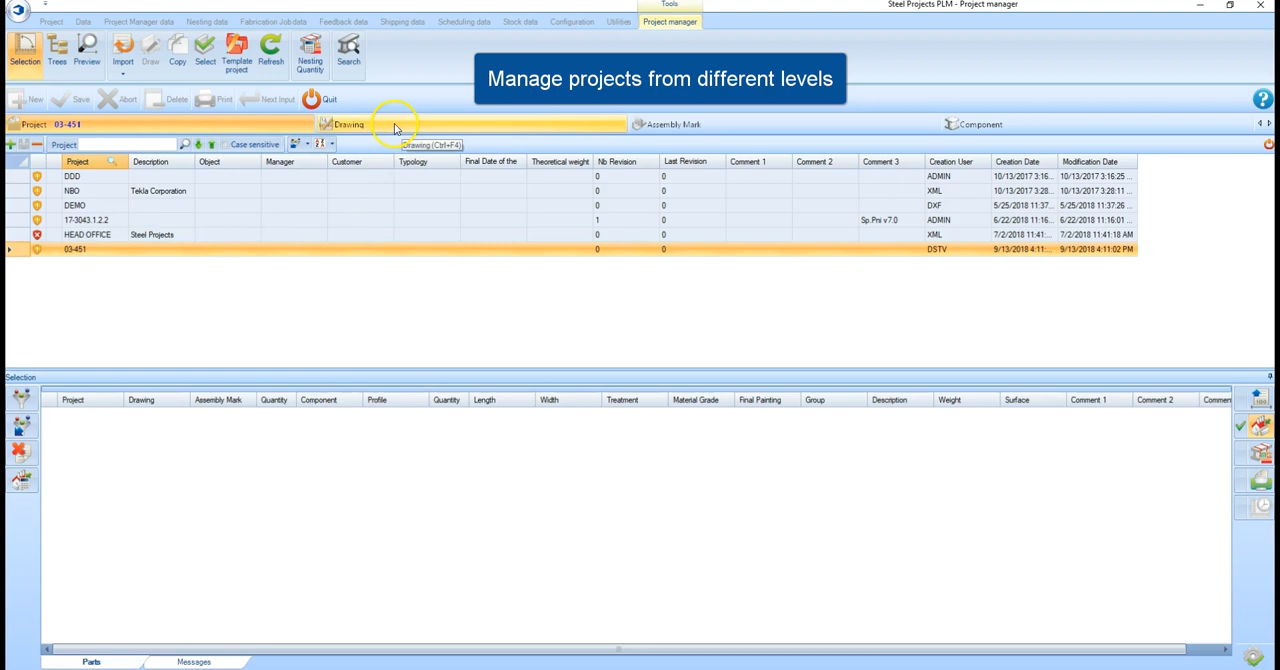 Tools
Steel Projects PLM - Project manager
Project Data Project Manager data Nesting data Fabrication Job data Feedback data Shipping data Scheduling data Stock data Configuration Utilities Project manager
Selection Trees Preview Import Draw Copy Select Template project Refresh Nesting Quantity Search
Manage projects from different levels
New Save Abort Delete Print Next Input Quit
Project 03-451 Drawing Assembly Mark Component
Project Case sensitive Drawing (Ctrl+F4)
Project Description Object Manager Customer Typology Final Date of the Theoretical weight Nb Revision Last Revision Comment 1 Comment 2 Comment 3 Creation User Creation Date Modification Date
DDD 0 0 ADMIN 10/13/2017 3:16... 10/13/2017 3:16:25 ...
NBO Tekla Corporation 0 0 XML 10/13/2017 3:28... 10/13/2017 3:28:11 ...
DEMO 0 0 DXF 5/25/2018 11:37... 5/25/2018 11:37:26 ...
17-3043.1.2.2 1 0 Sp.Pni v7.0 ADMIN 6/22/2018 11:16... 6/22/2018 11:16:01 ...
HEAD OFFICE Steel Projects 0 0 XML 7/2/2018 11:41:... 7/2/2018 11:41:18 AM
03-451 0 0 DSTV 9/13/2018 4:11:... 9/13/2018 4:11:02 PM
Selection
Project Drawing Assembly Mark Quantity Component Profile Quantity Length Width Treatment Material Grade Final Painting Group Description Weight Surface Comment 1 Comment 2 Commen
Parts Messages